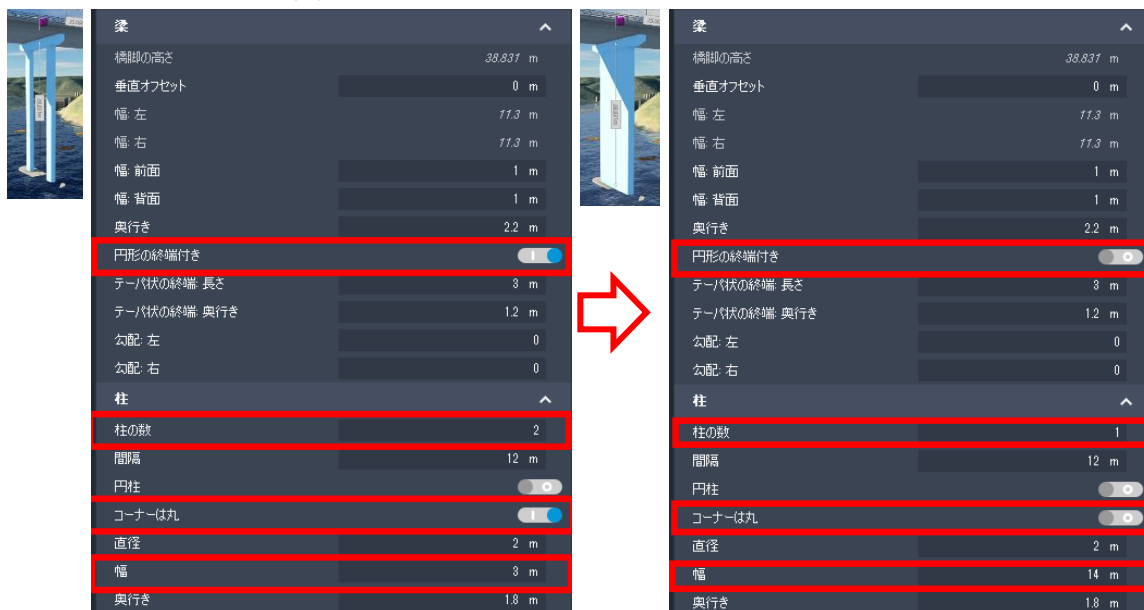 梁
橋脚の高さ 38.831 m
垂直オフセット 0 m
幅: 左 11.3 m
幅: 右 11.3 m
幅: 前面 1 m
幅: 背面 1 m
奥行き 2.2 m
円形の終端付き
テーパ状の終端: 長さ 3 m
テーパ状の終端: 奥行き 1.2 m
勾配: 左 0
勾配: 右 0
柱
柱の数 2
間隔 12 m
円柱
コーナーは丸
直径 2 m
幅 3 m
奥行き 1.8 m
梁
橋脚の高さ 38.831 m
垂直オフセット 0 m
幅: 左 11.3 m
幅: 右 11.3 m
幅: 前面 1 m
幅: 背面 1 m
奥行き 2.2 m
円形の終端付き
テーパ状の終端: 長さ 3 m
テーパ状の終端: 奥行き 1.2 m
勾配: 左 0
勾配: 右 0
柱
柱の数 1
間隔 12 m
円柱
コーナーは丸
直径 2 m
幅 14 m
奥行き 1.8 m